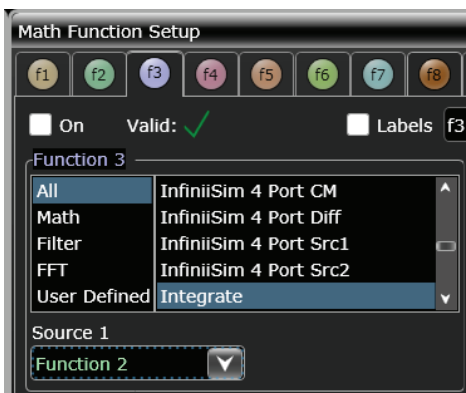 Math Function Setup
f1 f2 f3 f4 f5 f6 f7 f8
On Valid: Labels f3
Function 3
All InfiniiSim 4 Port CM
Math InfiniiSim 4 Port Diff
Filter InfiniiSim 4 Port Src1
FFT InfiniiSim 4 Port Src2
User Defined Integrate
Source 1
Function 2